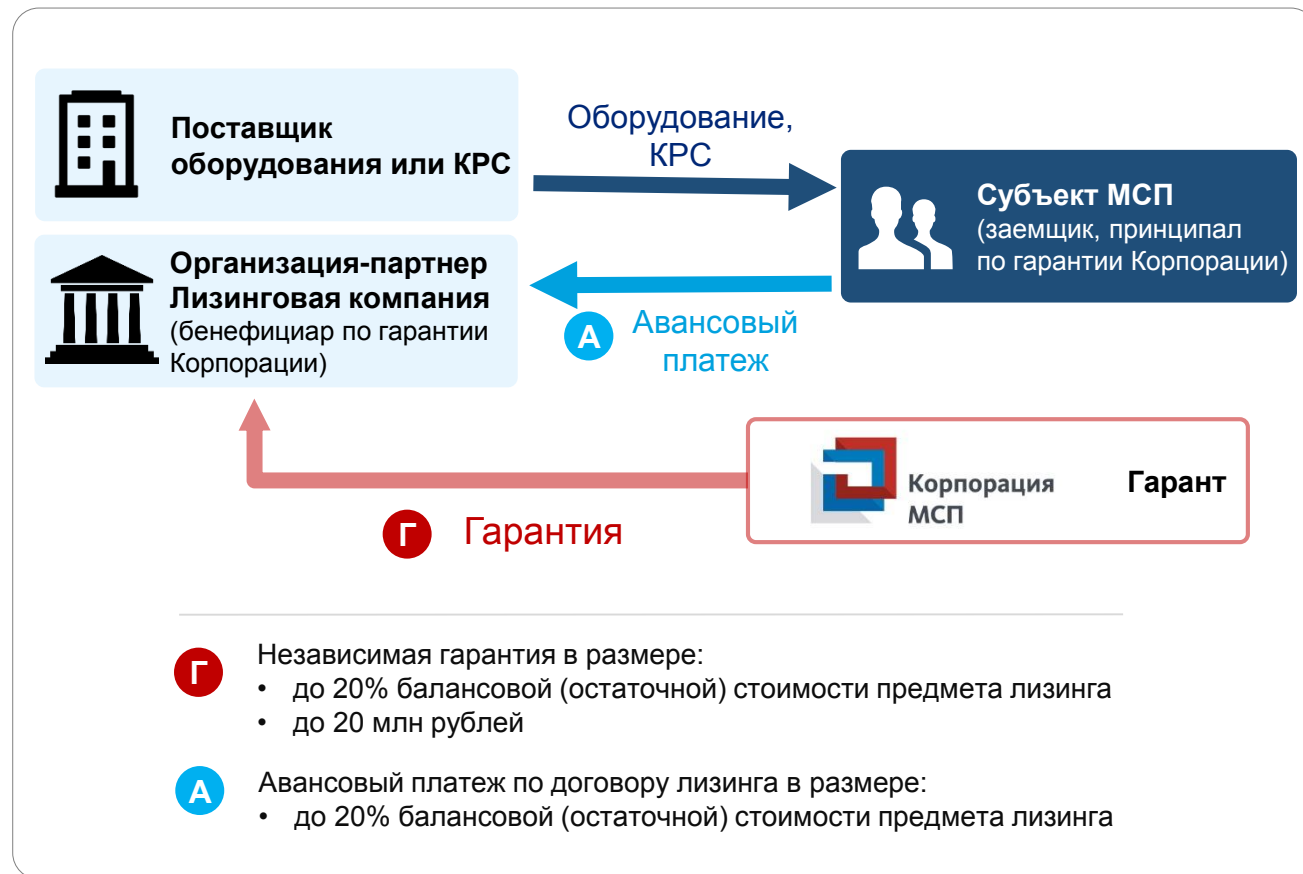 Поставщик
оборудования или КРС
Оборудование,
КРС
Субъект МСП
(заемщик, принципал
по гарантии Корпорации)
Организация-партнер
Лизинговая компания
(бенефициар по гарантии
Корпорации)
А
Авансовый
платеж
Корпорация
МСП
Гарант
Г
Гарантия
Г
Независимая гарантия в размере:
• до 20% балансовой (остаточной) стоимости предмета лизинга
• до 20 млн рублей
А
Авансовый платеж по договору лизинга в размере:
• до 20% балансовой (остаточной) стоимости предмета лизинга